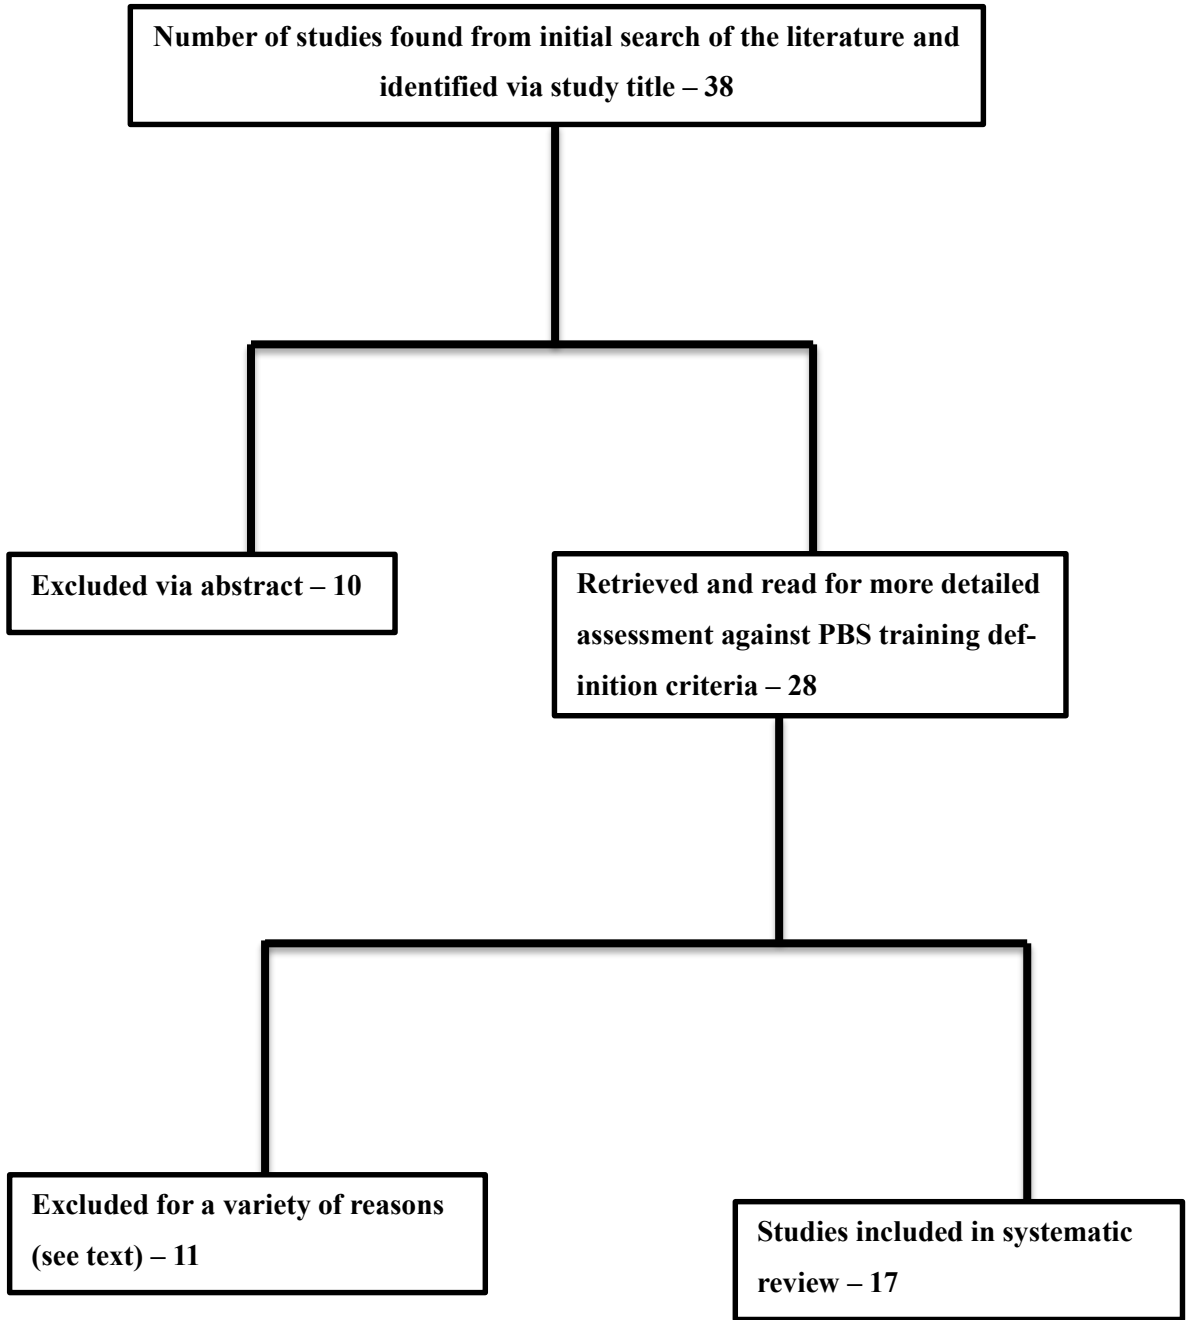 Number of studies found from initial search of the literature and
identified via study title – 38
Excluded via abstract – 10
Retrieved and read for more detailed
assessment against PBS training def-
inition criteria – 28
Excluded for a variety of reasons
(see text) – 11
Studies included in systematic
review – 17